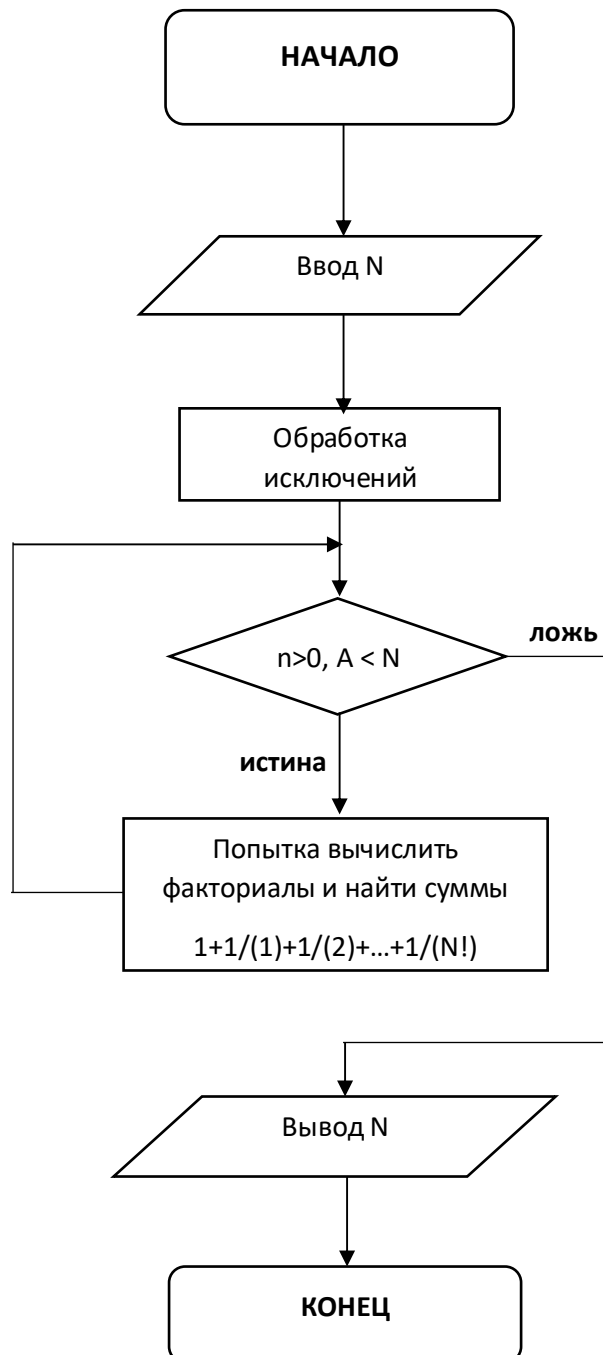 НАЧАЛО
Ввод N
Обработка
исключений
ложь
n>0, A < N
истина
Попытка вычислить
факториалы и найти суммы
1+1/(1)+1/(2)+...+1/(N!)
Вывод N
КОНЕЦ